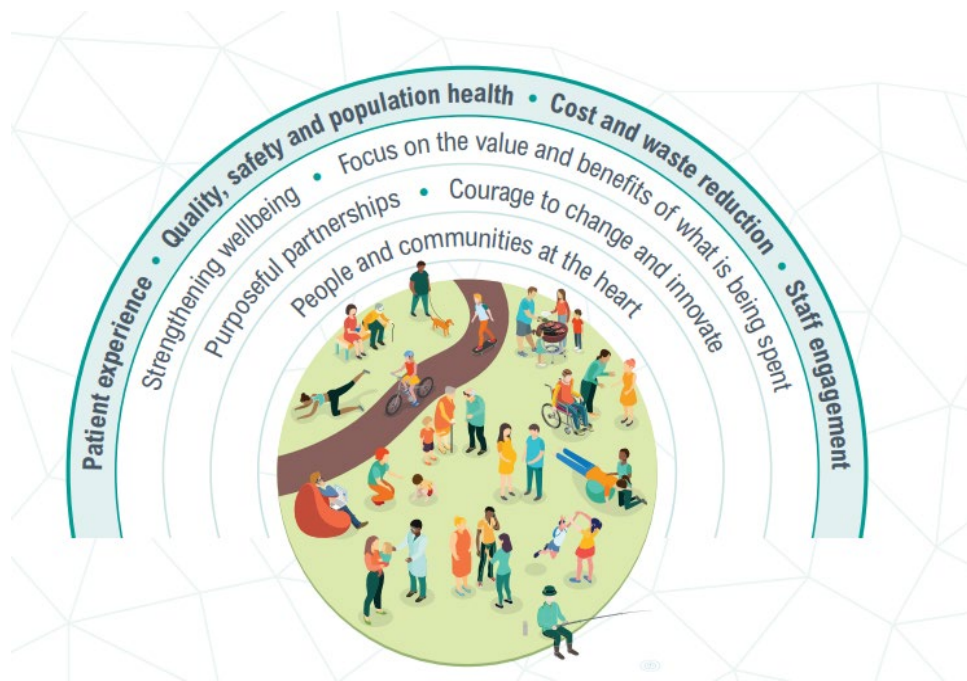 Patient experience • Quality, safety and population health • Cost and waste reduction • Staff engagement
Strengthening wellbeing • Focus on the value and benefits of what is being spent
Purposeful partnerships • Courage to change and innovate
People and communities at the heart